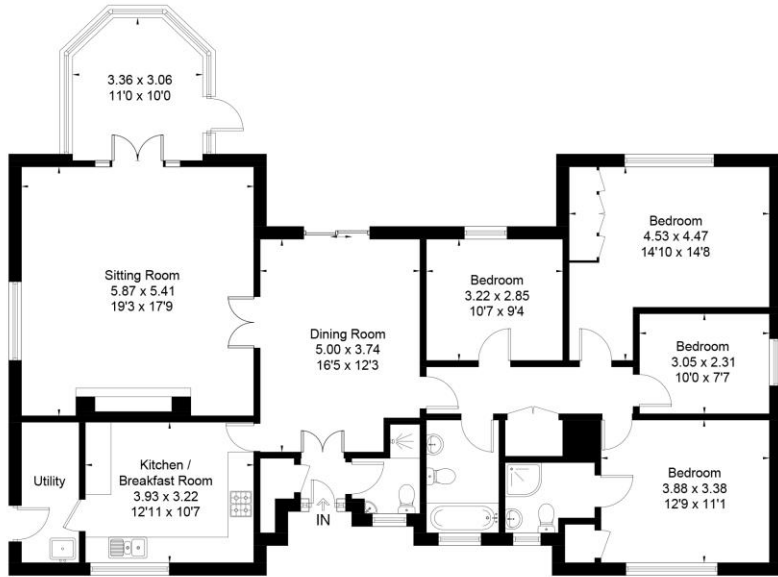 3.36 x 3.06
11'0 x 10'0
Sitting Room
5.87 x 5.41
19'3 x 17'9
Dining Room
5.00 x 3.74
16'5 x 12'3
Bedroom
3.22 x 2.85
10'7 x 9'4
Bedroom
4.53 x 4.47
14'10 x 14'8
Bedroom
3.05 x 2.31
10'0 x 7'7
Utility
Kitchen /
Breakfast Room
3.93 x 3.22
12'11 x 10'7
IN
Bedroom
3.88 x 3.38
12'9 x 11'1